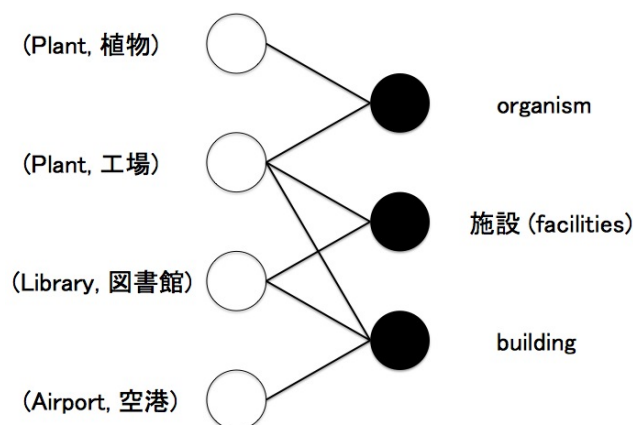 (Plant, 植物)
organism
(Plant, 工場)
施設 (facilities)
(Library, 図書館)
building
(Airport, 空港)